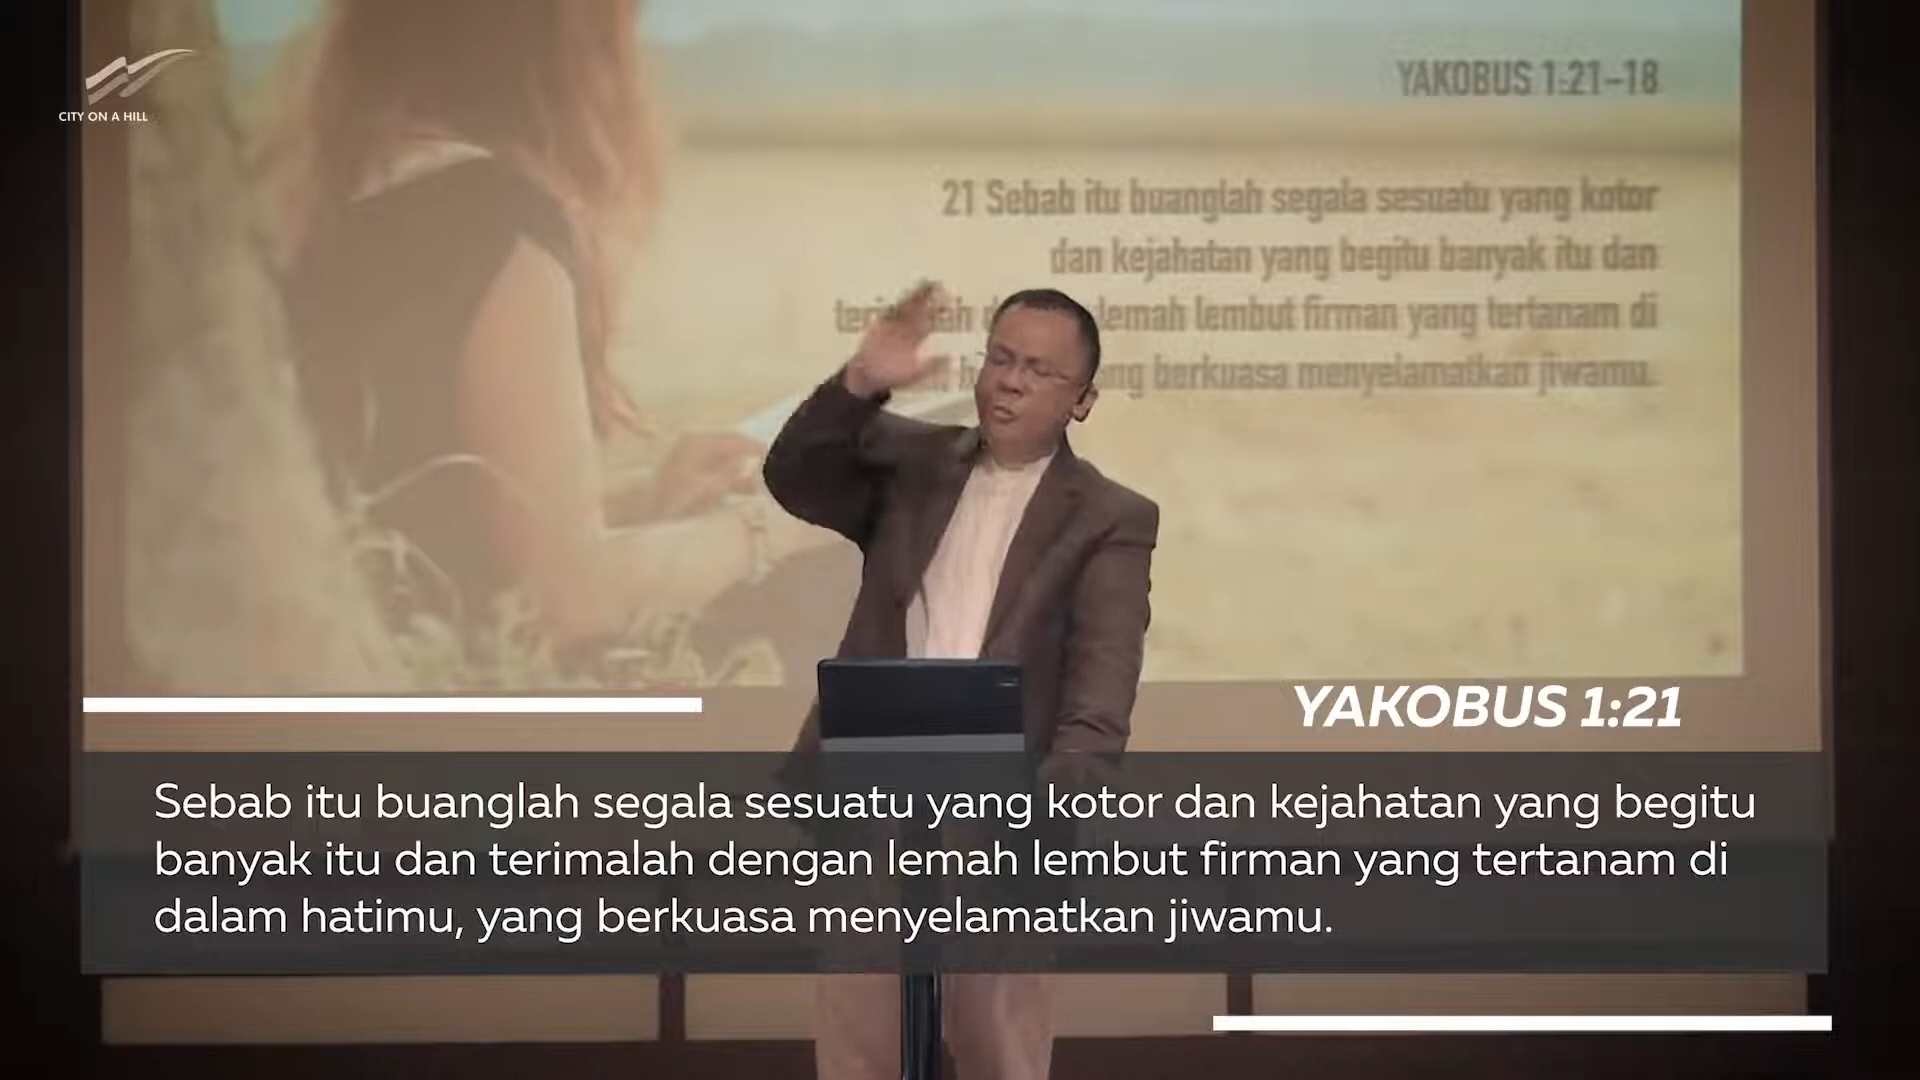 CITY ON A HILL
YAKOBUS 1:21-18
21 Sebab itu buanglah segala sesuatu yang kotor
dan kejahatan yang begitu banyak itu dan
lemah lembut firman yang tertanam di
berkuasa menyelamatkan jiwamu.
YAKOBUS 1:21
Sebab itu buanglah segala sesuatu yang kotor dan kejahatan yang begitu
banyak itu dan terimalah dengan lemah lembut firman yang tertanam di
dalam hatimu, yang berkuasa menyelamatkan jiwamu.